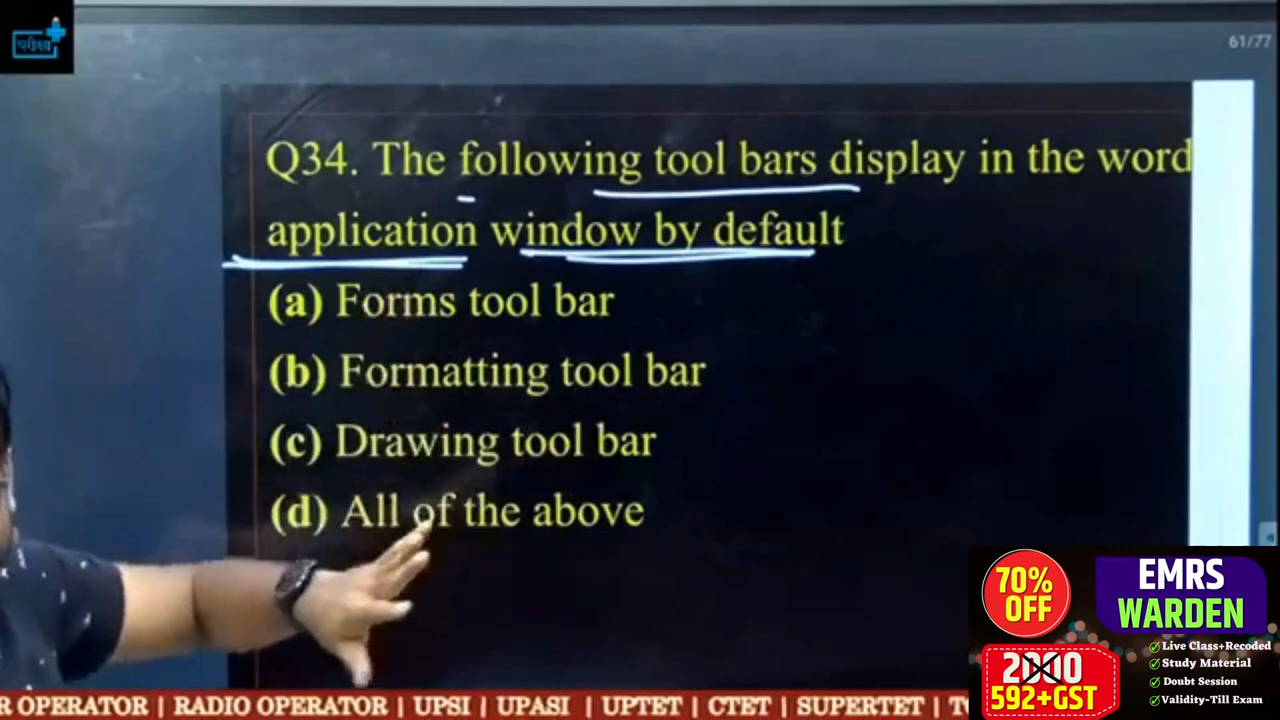 परीक्षा
61/77
Q34. The following tool bars display in the word
application window by default
(a) Forms tool bar
(b) Formatting tool bar
(c) Drawing tool bar
(d) All of the above
70%
OFF
EMRS
WARDEN
2000
592+GST
Live Class+Recoded
Study Material
Doubt Session
Validity-Till Exam
R OPERATOR | RADIO OPERATOR | UPSI | UPASI | UPTET | CTET | SUPERTET |